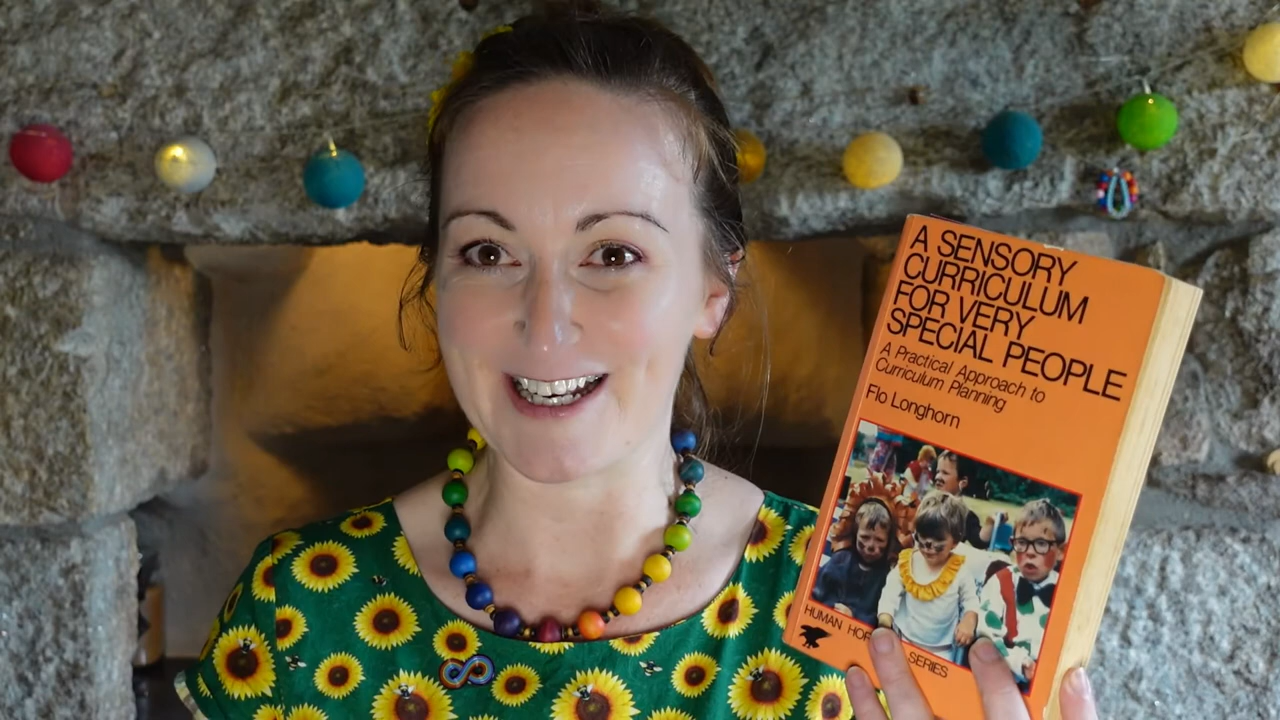 A SENSORY
CURRICULUM
FOR VERY
SPECIAL PEOPLE
A Practical Approach to
Curriculum Planning
Flo Longhorn
HUMAN SERIES